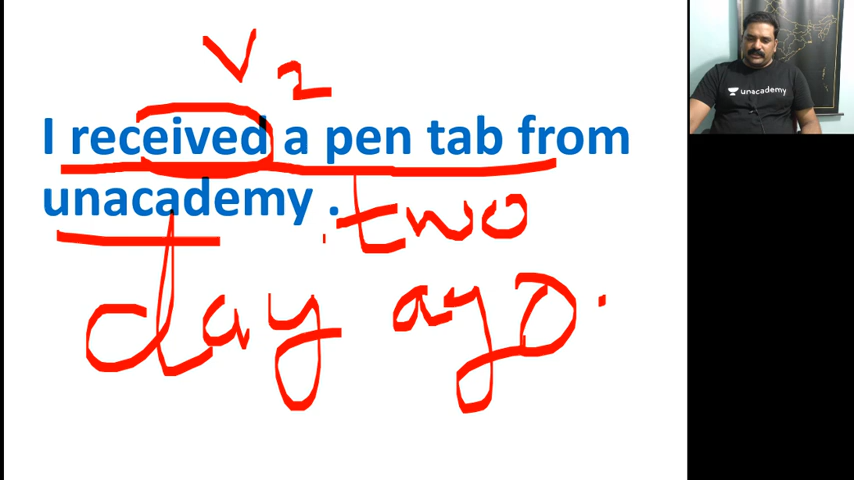 V2
I received a pen tab from
unacademy . two
day ago.
unacademy